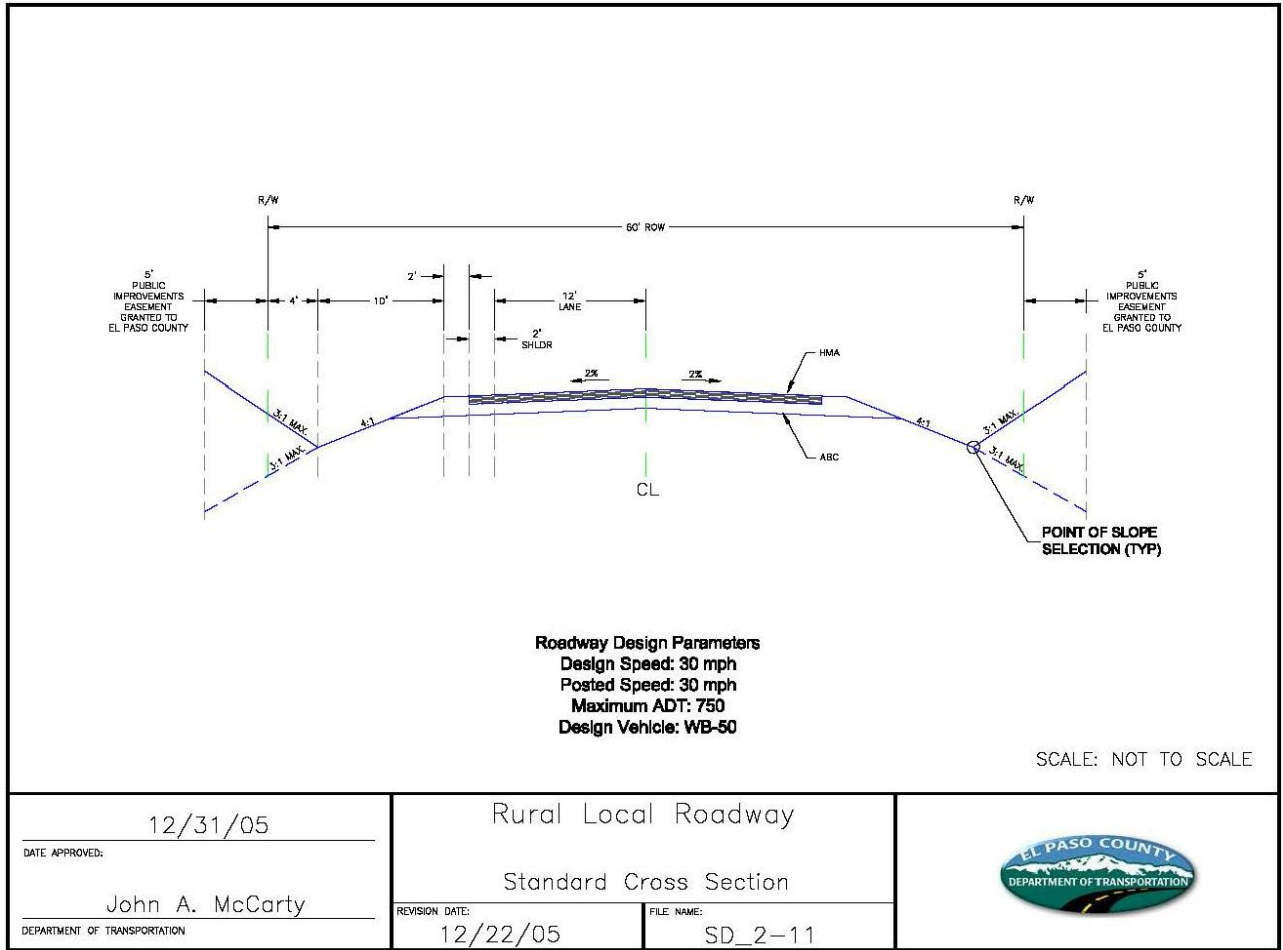 R/W
R/W
60' ROW
5'
PUBLIC
IMPROVEMENTS
EASEMENT
GRANTED TO
EL PASO COUNTY
4'
10'
2'
12'
LANE
2'
SHLDR
5'
PUBLIC
IMPROVEMENTS
EASEMENT
GRANTED TO
EL PASO COUNTY
HMA
2%
2%
3:1 MAX.
4:1
4:1
3:1 MAX.
3:1 MAX.
3:1 MAX.
ABC
CL
POINT OF SLOPE
SELECTION (TYP)
Roadway Design Parameters
Design Speed: 30 mph
Posted Speed: 30 mph
Maximum ADT: 750
Design Vehicle: WB-50
SCALE: NOT TO SCALE
12/31/05
DATE APPROVED:
John A. McCarty
DEPARTMENT OF TRANSPORTATION
Rural Local Roadway
Standard Cross Section
REVISION DATE:
12/22/05
FILE NAME:
SD_2-11
EL PASO COUNTY
DEPARTMENT OF TRANSPORTATION